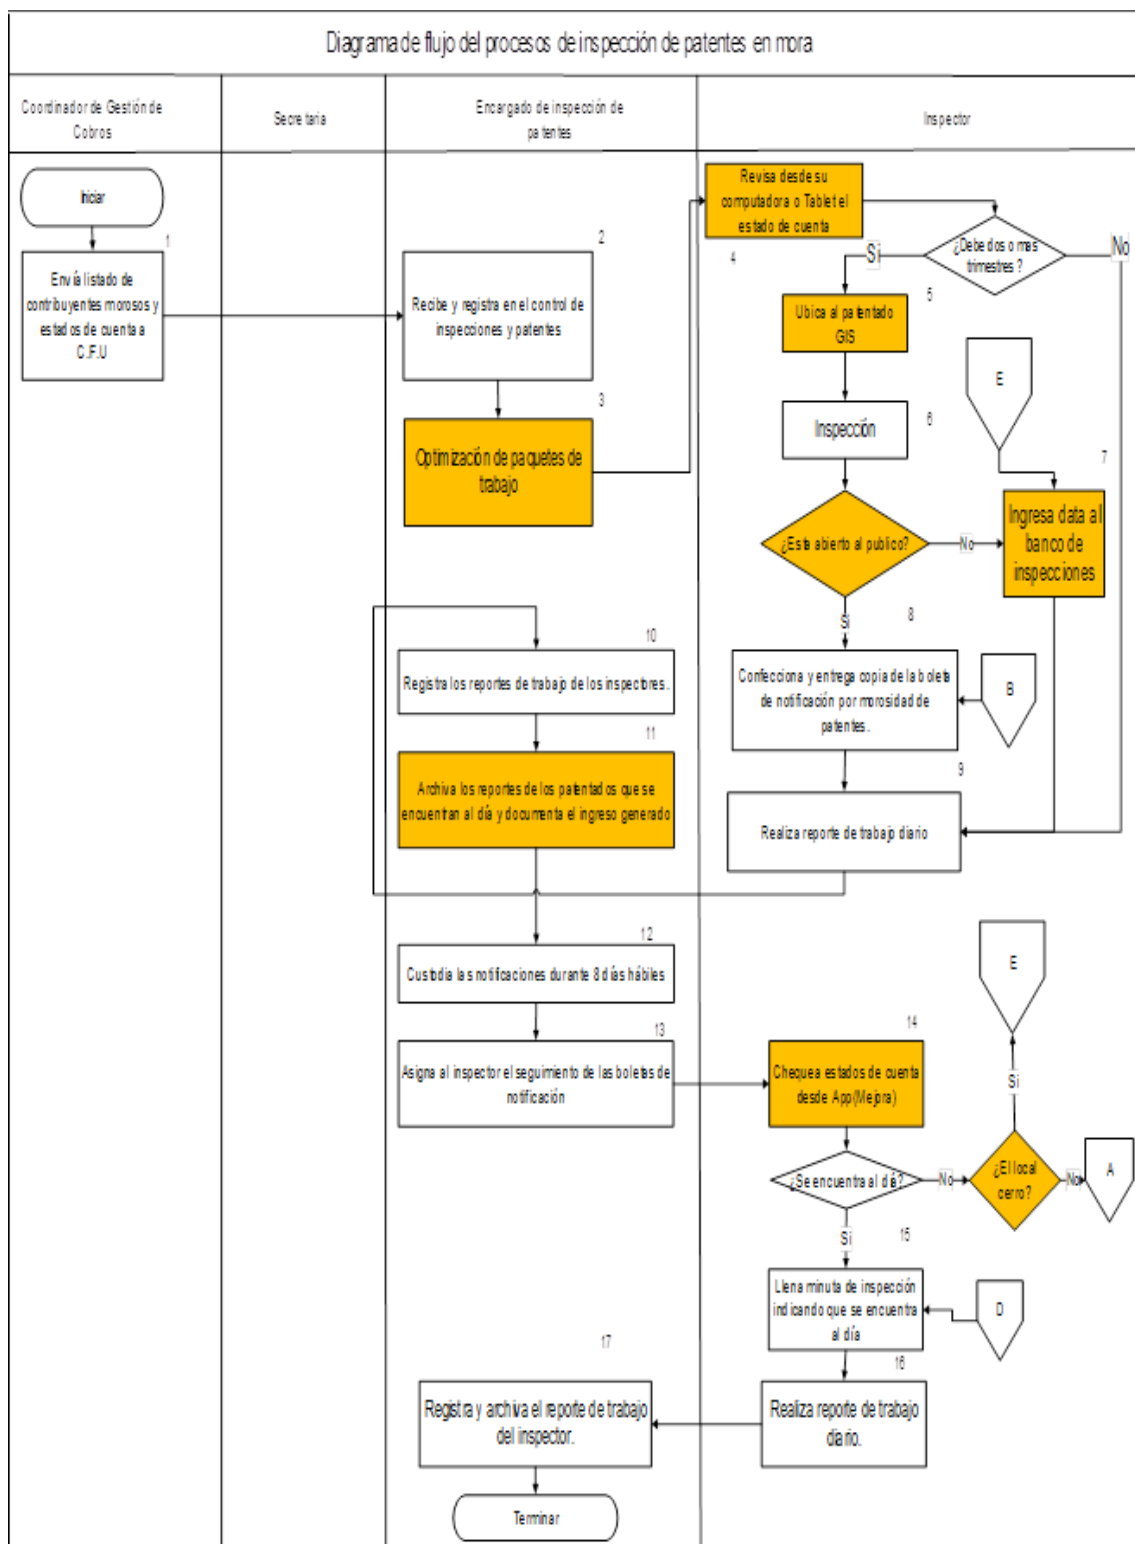 Diagrama de flujo del procesos de inspección de patentes en mora
Coordinador de Gestión de
Cobros
Secretaria
Encargado de inspección de
patentes
Inspector
Iniciar
1
Envía listado de
contribuyentes morosos y
estados de cuenta a
C.F.U
2
Recibe y registra en el control de
inspecciones y patentes
3
Optimización de paquetes de
trabajo
Revisa desde su
computadora o Tablet el
estado de cuenta
4
¿Debe dos o mas
trimestres ?
Si
No
5
Ubica al patentado
GIS
E
6
Inspección
7
Ingresa data al
banco de
inspecciones
¿Esta abierto al publico?
No
Si
8
10
Registra los reportes de trabajo de los inspectores.
Confecciona y entrega copia de la boleta
de notificación por morosidad de
patentes.
B
11
Archiva los reportes de los patentados que se
encuentran al día y documenta el ingreso generado
9
Realiza reporte de trabajo diario
12
Custodia las notificaciones durante 8 días hábiles
E
13
Asigna al inspector el seguimiento de las boletas de
notificación
14
Chequea estados de cuenta
desde App(Mejora)
Si
¿Se encuentra al día?
No
¿El local
cerro?
No
A
Si
15
Llena minuta de inspección
indicando que se encuentra
al día
D
16
Realiza reporte de trabajo
diario.
17
Registra y archiva el reporte de trabajo
del inspector.
Terminar